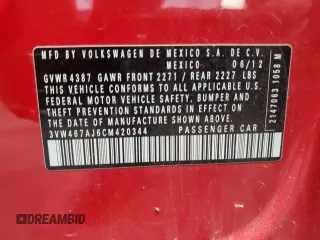 MFD. BY VOLKSWAGEN DE MEXICO S.A. DE C.V.
MEXICO 06/12
GVWR4387 GAWR FRONT 2271 / REAR 2227 LBS
THIS VEHICLE CONFORMS TO ALL APPLICABLE
FEDERAL MOTOR VEHICLE SAFETY, BUMPER AND
THEFT PREVENTION STANDARDS IN EFFECT ON
THE DATE OF MANUFACTURE SHOWN ABOVE.
3VW467AJ6CM420344 PASSENGER CAR
2147063 1058 M
DREAMBID